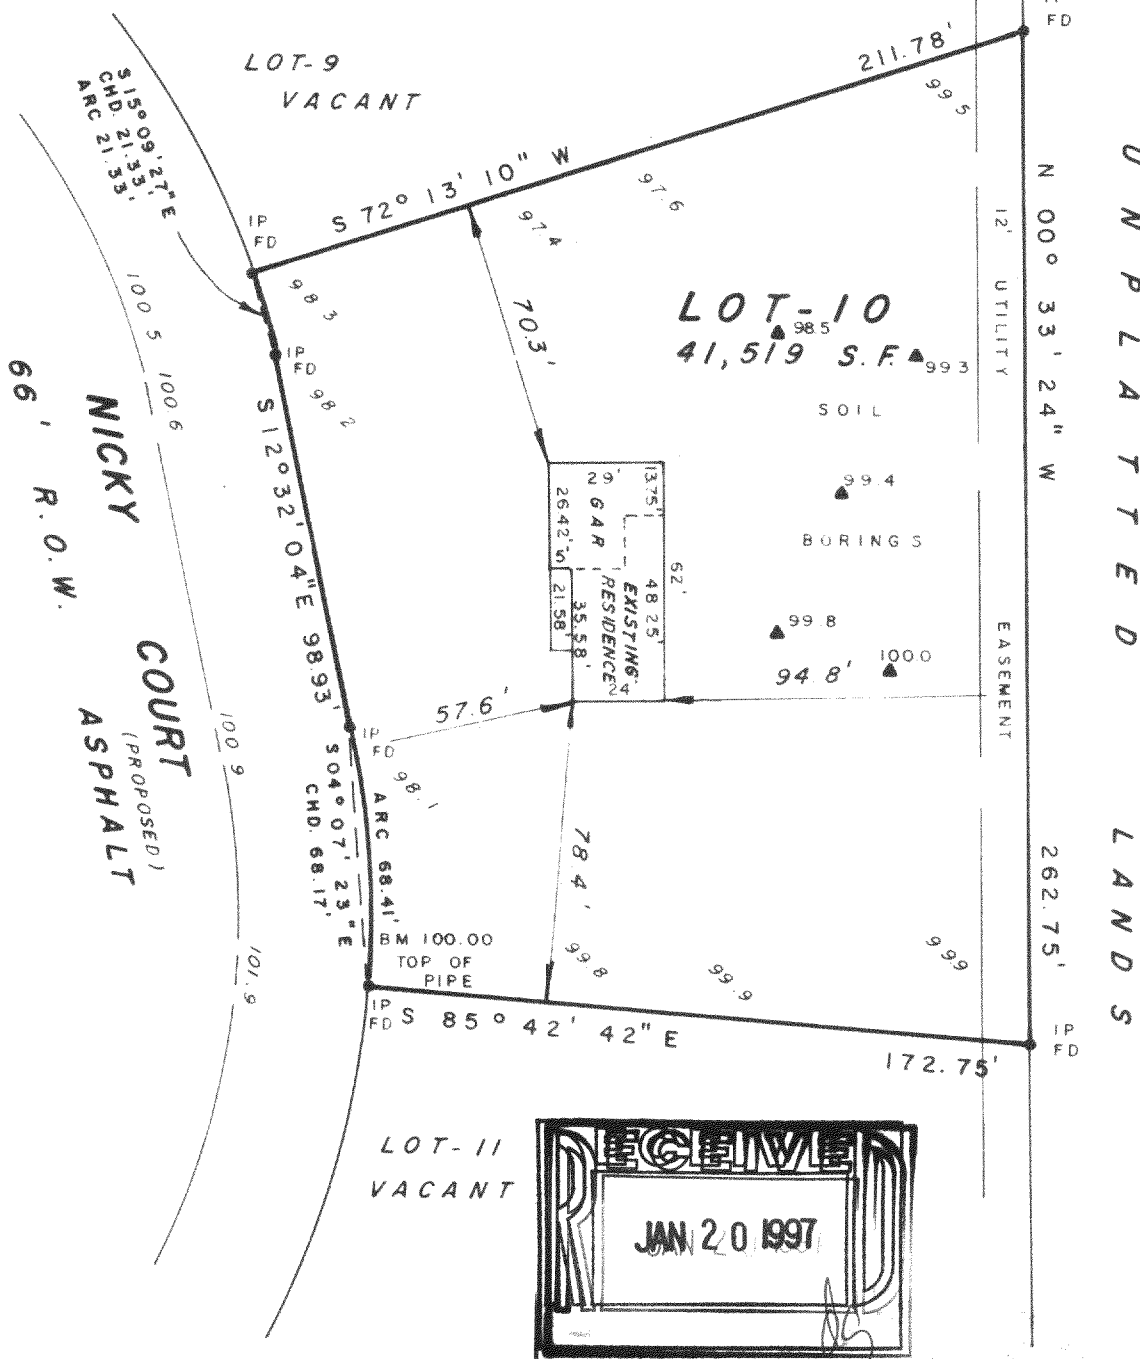 FD
211.78'
LOT-9
VACANT
S 15° 09' 27" E
CHD. 21.33'
ARC 21.33'
99.5
S 72° 13' 10" W
97.6
97.4
N 00° 33' 24" W
12' UTILITY
EASEMENT
UNPLATTED LANDS
IP
FD
98.3
100.5
70.3'
LOT-10
41,519 S.F.
98.5
99.3
IP
FD
98.2
100.6
SOIL
BORINGS
99.4
99.8
100.0
NICKY COURT
66' R.O.W.
(PROPOSED)
ASPHALT
S 12° 32' 04" E 98.93'
29'
13.75'
GAR
26.42'
5'
21.58'
35.58'
EXISTING
RESIDENCE
48.25'
62'
24'
94.8'
57.6'
IP
FD
98.1
100.9
ARC 68.41'
S 04° 07' 23" E
CHD. 68.17'
78.4'
262.75'
BM 100.00
TOP OF
PIPE
99.8
99.9
99.9
101.9
IP
FD
S 85° 42' 42" E
172.75'
IP
FD
LOT-11
VACANT
RECEIVED
JAN 20 1997